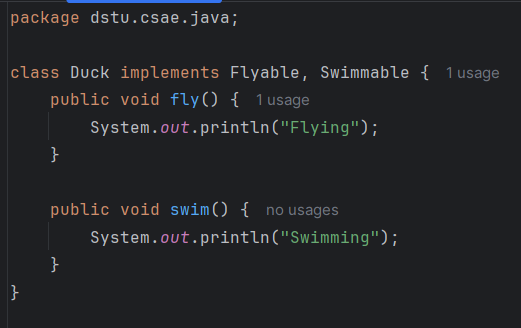 package dstu.csae.java;
class Duck implements Flyable, Swimmable { 1 usage
public void fly() { 1 usage
System.out.println("Flying");
}
public void swim() { no usages
System.out.println("Swimming");
}
}